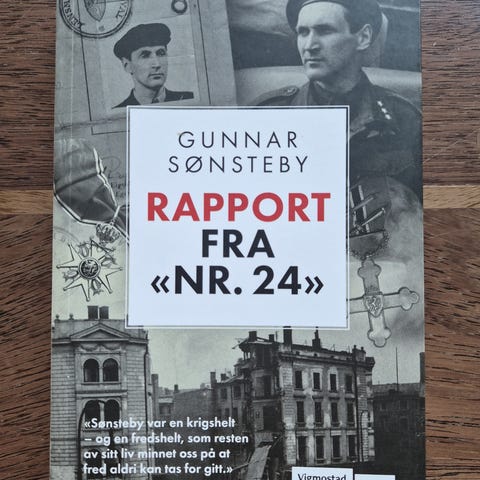 GUNNAR
SØNSTEBY
RAPPORT
FRA
«NR. 24»
«Sønsteby var en krigshelt
– og en fredshelt, som resten
av sitt liv minnet oss på at
fred aldri kan tas for gitt.»
Vigmostad